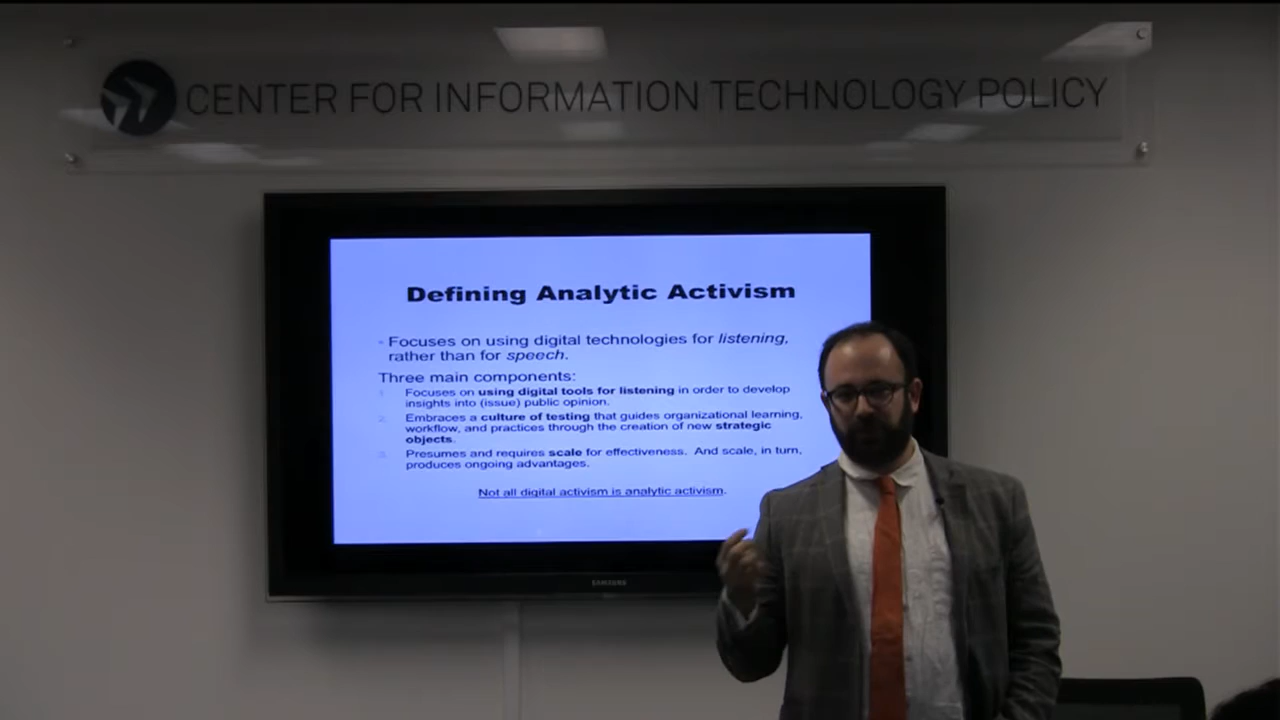 CENTER FOR INFORMATION TECHNOLOGY POLICY
Defining Analytic Activism
Focuses on using digital technologies for listening,
rather than for speech.
Three main components:
1. Focuses on using digital tools for listening in order to develop
insights into (issue) public opinion.
2. Embraces a culture of testing that guides organizational learning,
workflow, and practices through the creation of new strategic
objects.
3. Presumes and requires scale for effectiveness. And scale, in turn,
produces ongoing advantages.
Not all digital activism is analytic activism.
SAMSUNG